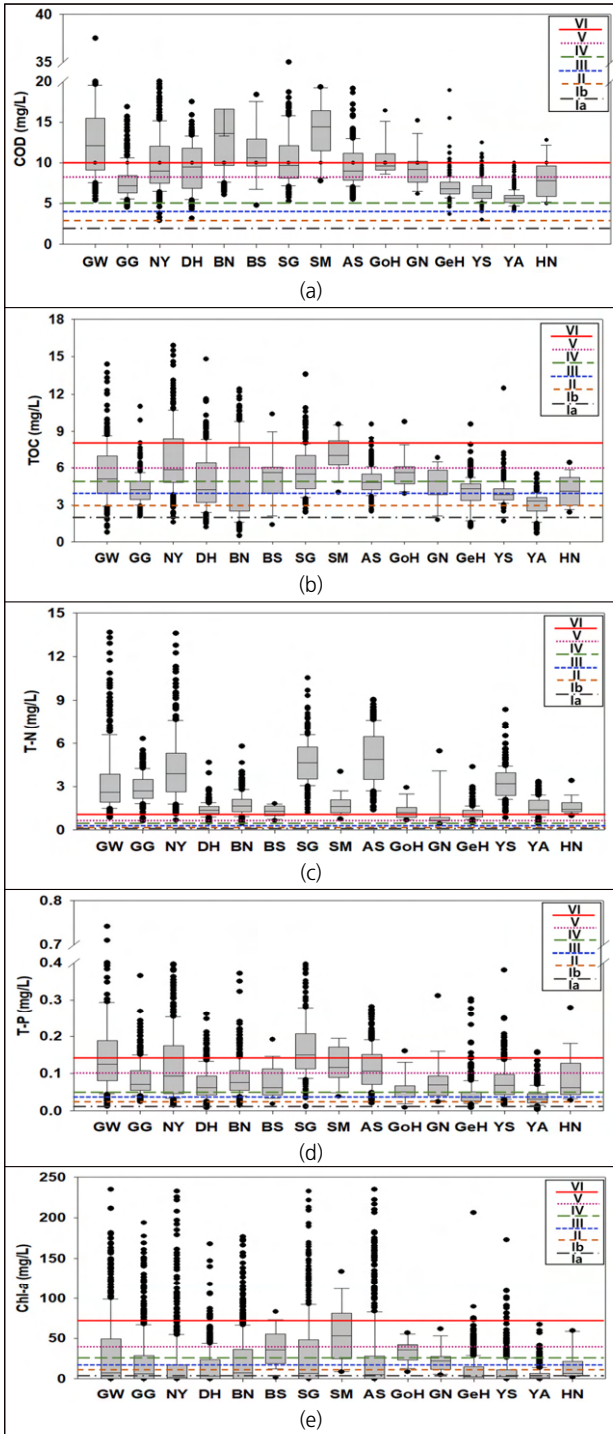 40
35
20
15
10
5
0
COD (mg/L)
VI
V
IV
III
II
Ib
Ia
GW GG NY DH BN BS SG SM AS GoH GN GeH YS YA HN
(a)
18
15
12
9
6
3
0
TOC (mg/L)
VI
V
IV
III
II
Ib
Ia
GW GG NY DH BN BS SG SM AS GoH GN GeH YS YA HN
(b)
15
12
9
6
3
0
T-N (mg/L)
VI
V
IV
III
II
Ib
Ia
GW GG NY DH BN BS SG SM AS GoH GN GeH YS YA HN
(c)
0.8
0.7
0.4
0.3
0.2
0.1
0.0
T-P (mg/L)
VI
V
IV
III
II
Ib
Ia
GW GG NY DH BN BS SG SM AS GoH GN GeH YS YA HN
(d)
250
200
150
100
50
0
Chl-a (mg/L)
VI
V
IV
III
II
Ib
Ia
GW GG NY DH BN BS SG SM AS GoH GN GeH YS YA HN
(e)